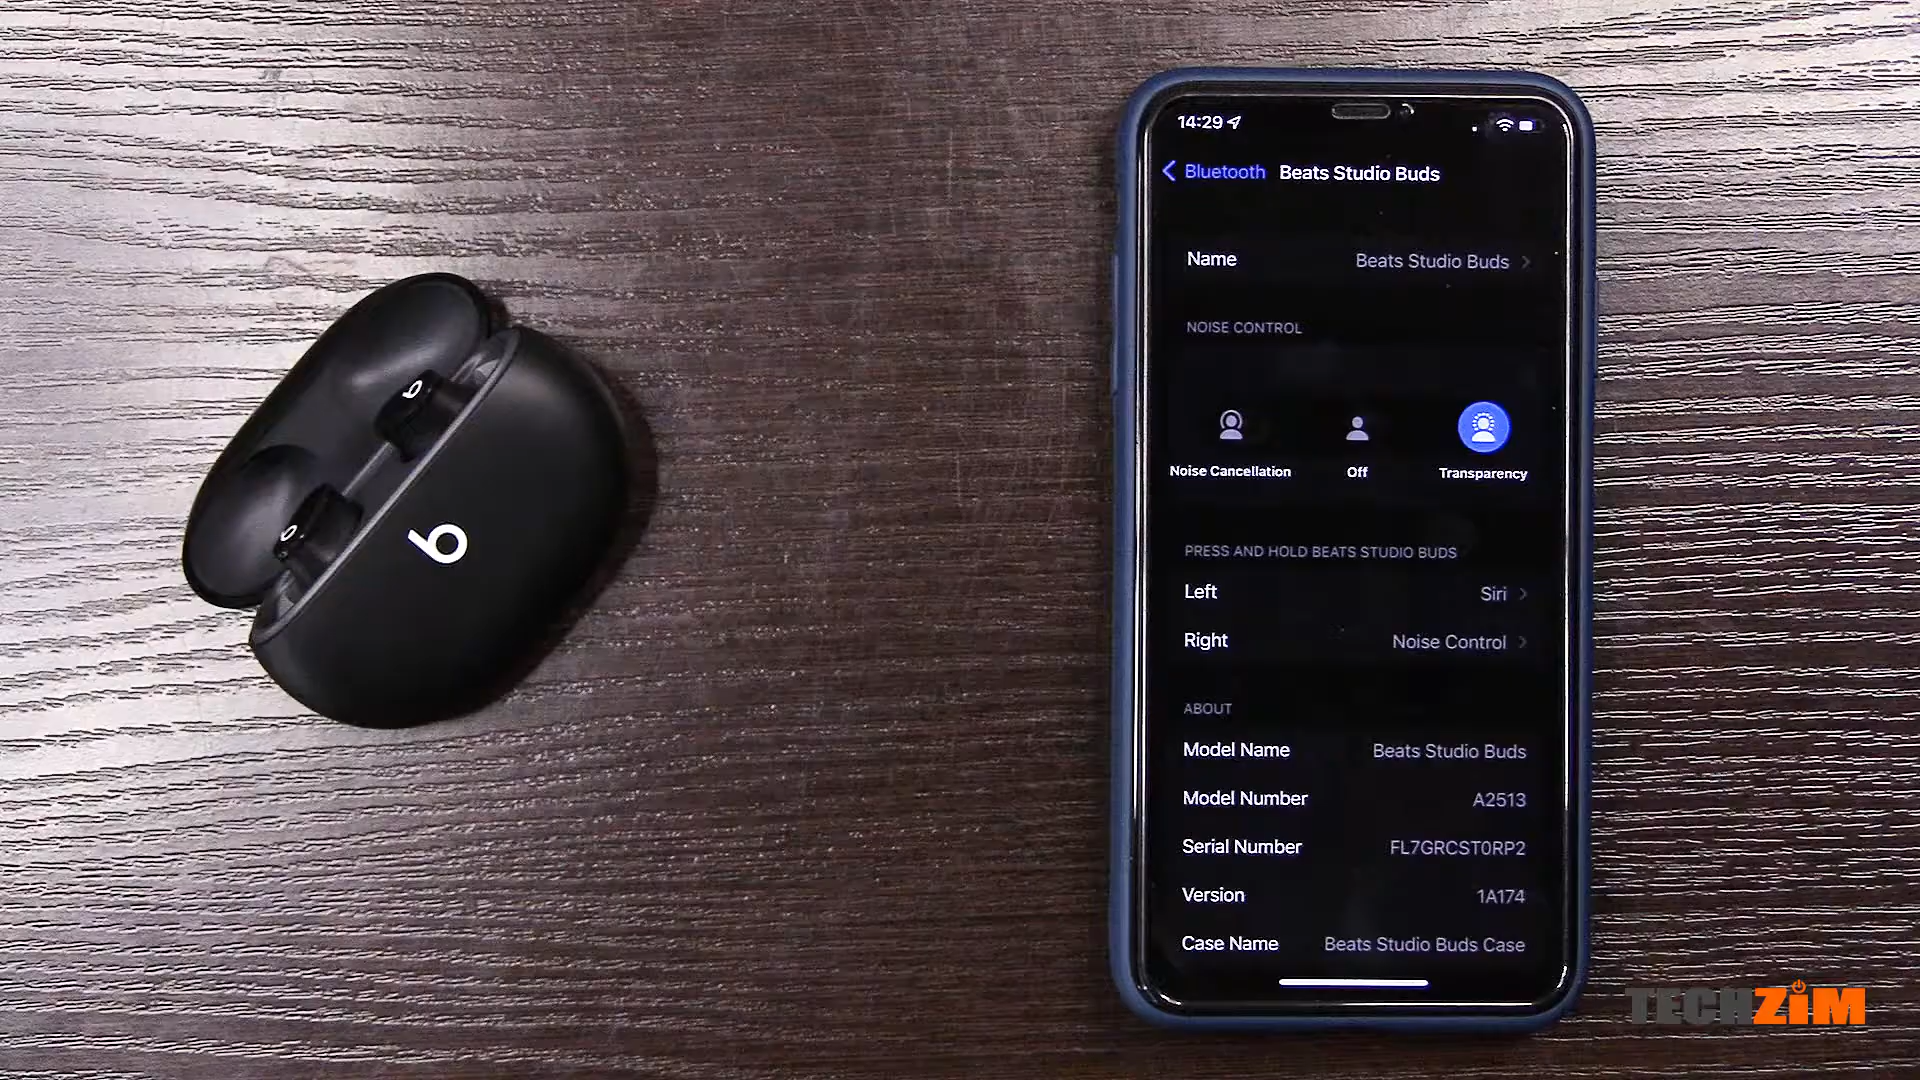 14:29
Bluetooth Beats Studio Buds
Name Beats Studio Buds
NOISE CONTROL
Noise Cancellation Off Transparency
PRESS AND HOLD BEATS STUDIO BUDS
Left Siri
Right Noise Control
ABOUT
Model Name Beats Studio Buds
Model Number A2513
Serial Number FL7GRCST0RP2
Version 1A174
Case Name Beats Studio Buds Case
TECHZiM